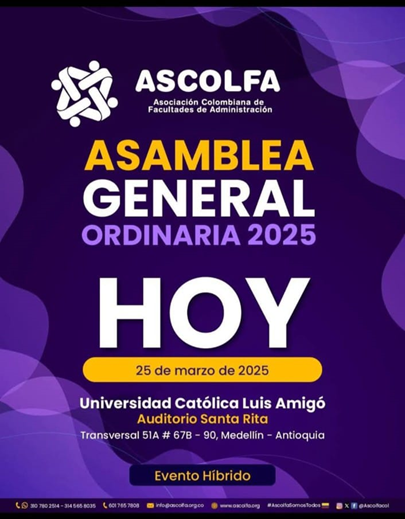 ASCOLFA
Asociación Colombiana de
Facultades de Administración
ASAMBLEA
GENERAL
ORDINARIA 2025
HOY
25 de marzo de 2025
Universidad Católica Luis Amigó
Auditorio Santa Rita
Transversal 51A # 67B - 90, Medellín - Antioquia
Evento Híbrido
310 790 2514 - 314 565 8035 601 765 7808 info@ascolfa.org.co www.ascolfa.org #AscolfaSomosTodos @Ascolfacol